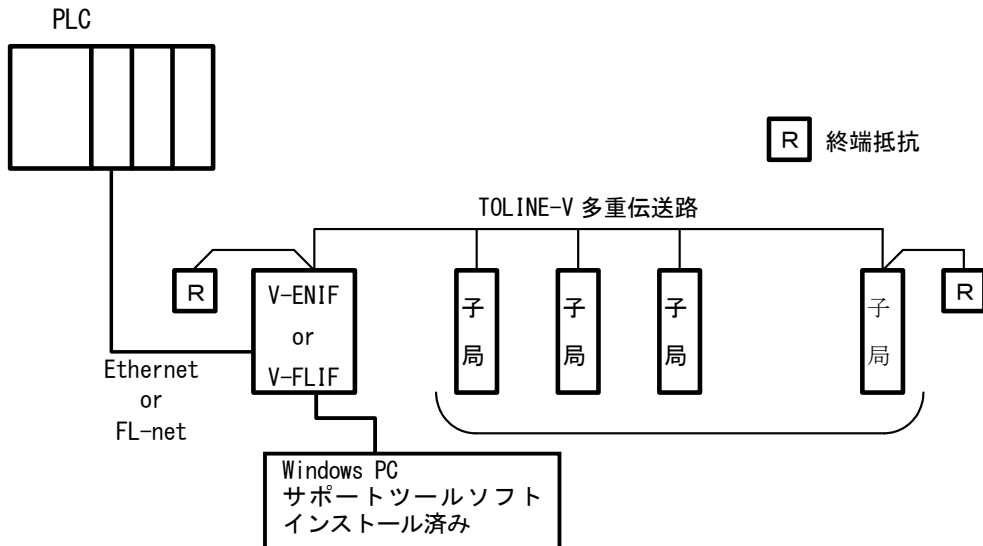 PLC
R 終端抵抗
TOLINE-V 多重伝送路
R
V-ENIF
or
V-FLIF
子局
子局
子局
子局
R
Ethernet
or
FL-net
Windows PC
サポートツールソフト
インストール済み